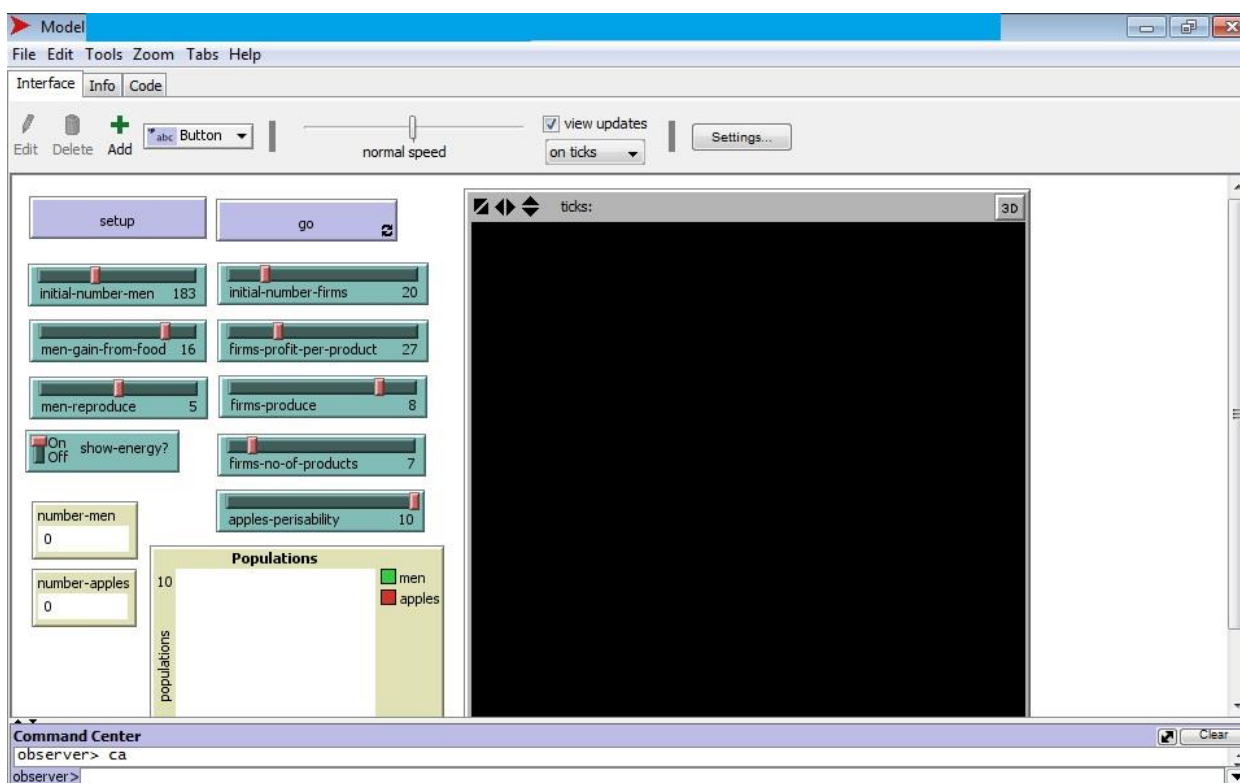 Model
File Edit Tools Zoom Tabs Help
Interface Info Code
Edit Delete Add abc Button normal speed view updates on ticks Settings...
setup go
ticks: 3D
initial-number-men 183 initial-number-firms 20
men-gain-from-food 16 firms-profit-per-product 27
men-reproduce 5 firms-produce 8
On Off show-energy? firms-no-of-products 7
apples-perisability 10
number-men
0
number-apples
0
Populations
10
populations
men
apples
Command Center Clear
observer> ca
observer>